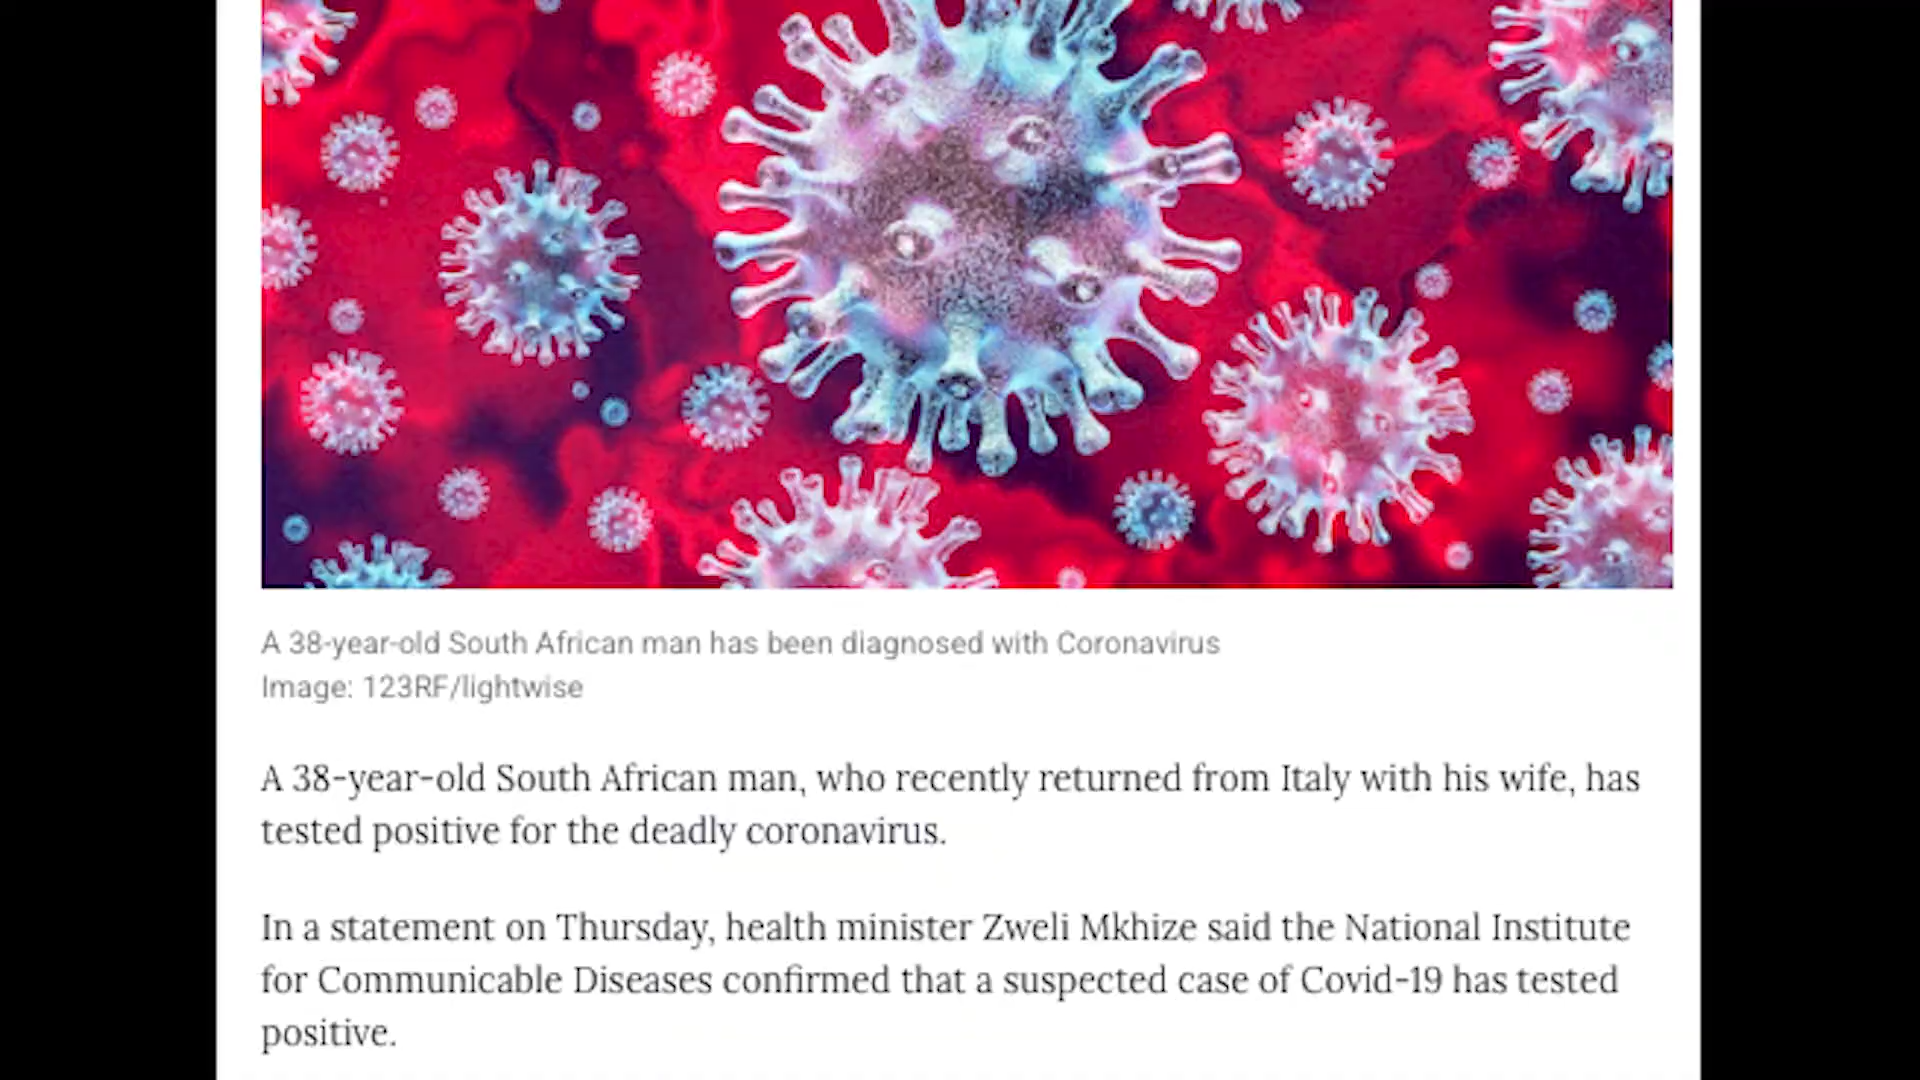 A 38-year-old South African man has been diagnosed with Coronavirus
Image: 123RF/lightwise
A 38-year-old South African man, who recently returned from Italy with his wife, has
tested positive for the deadly coronavirus.
In a statement on Thursday, health minister Zweli Mkhize said the National Institute
for Communicable Diseases confirmed that a suspected case of Covid-19 has tested
positive.